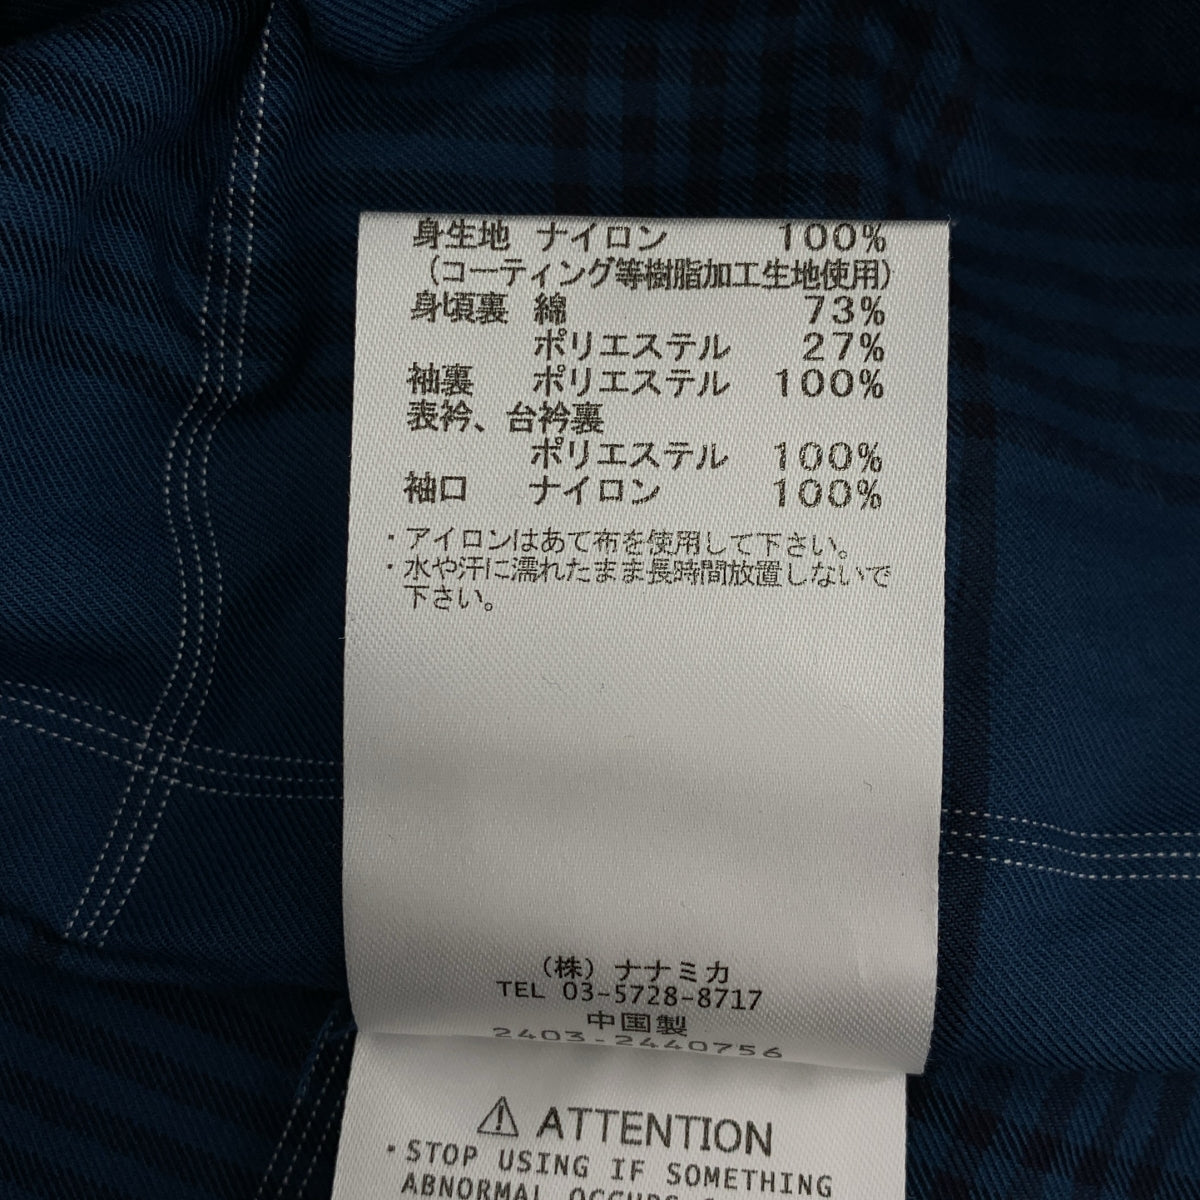 身生地 ナイロン 100%
(コーティング等樹脂加工生地使用)
身頃裏 綿 73%
ポリエステル 27%
袖裏 ポリエステル 100%
表衿、台衿裏
ポリエステル 100%
袖口 ナイロン 100%
・アイロンはあて布を使用して下さい。
・水や汗に濡れたまま長時間放置しないで
下さい。
(株) ナナミカ
TEL 03-5728-8717
中国製
2403-2440756
⚠ ATTENTION
・STOP USING IF SOMETHING
ABNORMAL OCCURS